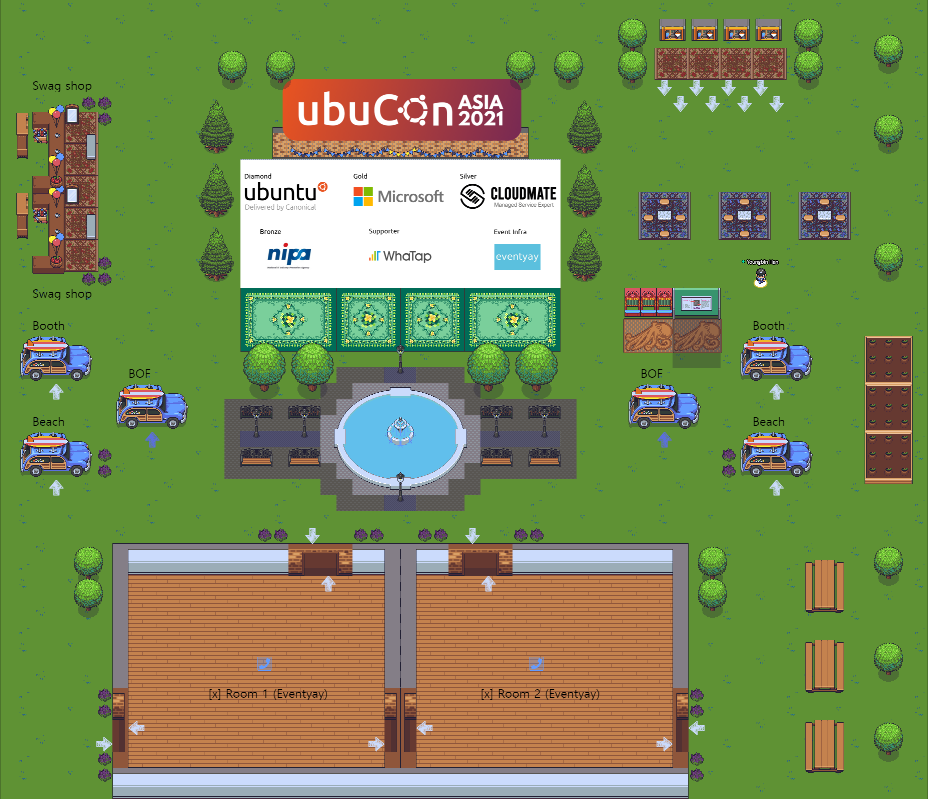 Swag shop
ubuCon ASIA 2021
Diamond
Gold
Silver
ubuntu
Delivered by Canonical
Microsoft
CLOUDMATE
Managed Service Expert
Bronze
Supporter
Event Infra
nipa
WhaTap
eventyay
Swag shop
Booth
Booth
BOF
BOF
Beach
Beach
[x] Room 1 (Eventyay)
[x] Room 2 (Eventyay)